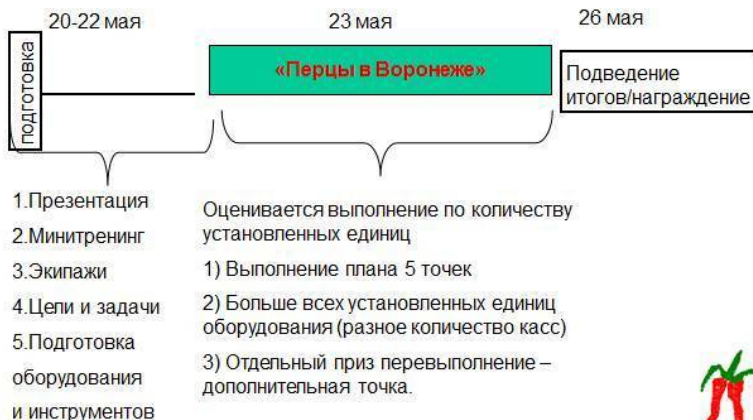 20-22 мая
23 мая
26 мая
подготовка
«Перцы в Воронеже»
Подведение
итогов/награждение
1.Презентация
2.Минитренинг
3.Экипажи
4.Цели и задачи
5.Подготовка
оборудования
и инструментов
Оценивается выполнение по количеству
установленных единиц
1) Выполнение плана 5 точек
2) Больше всех установленных единиц
оборудования (разное количество касс)
3) Отдельный приз перевыполнение –
дополнительная точка.